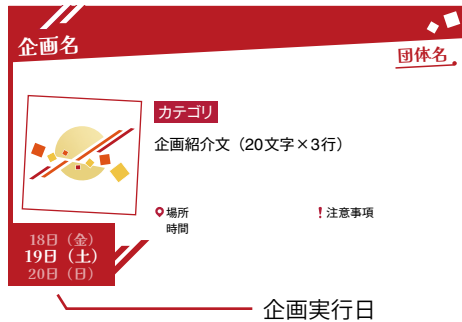 企画名
団体名
カテゴリ
企画紹介文（20文字×3行）
場所
時間
!注意事項
18日（金）
19日（土）
20日（日）
企画実行日